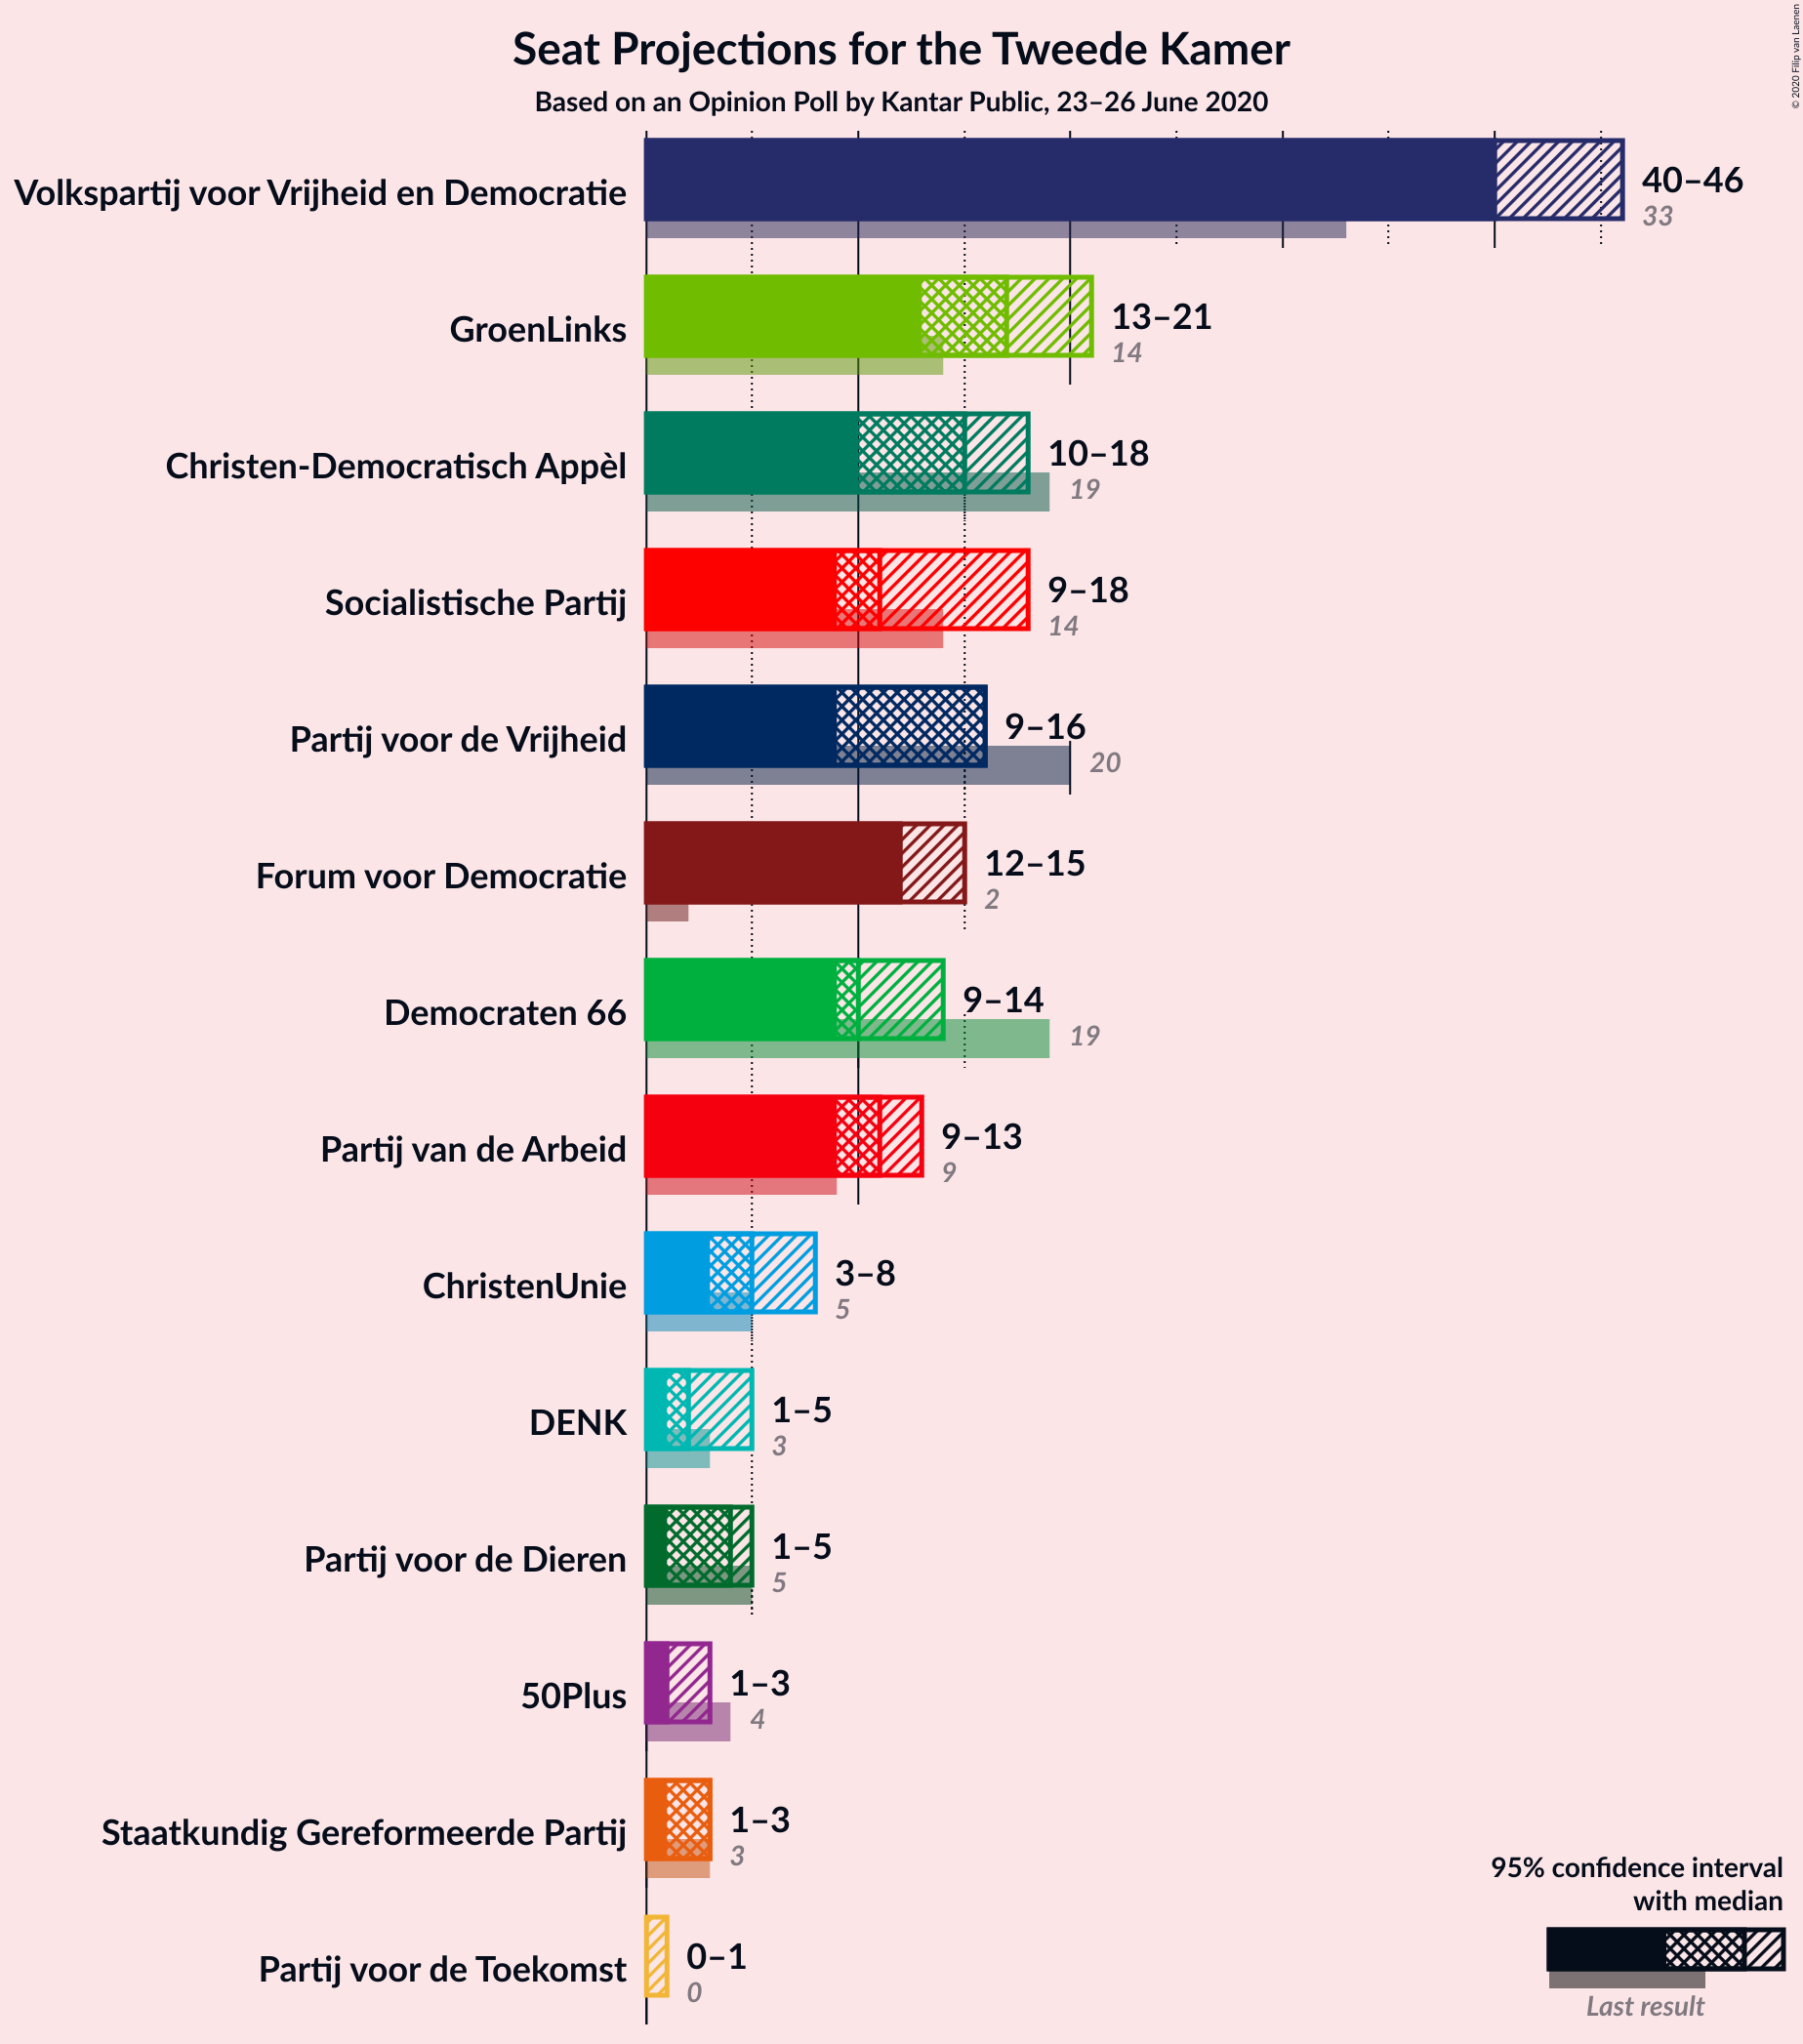 Seat Projections for the Tweede Kamer
Based on an Opinion Poll by Kantar Public, 23–26 June 2020
© 2020 Filip van Laenen
Volkspartij voor Vrijheid en Democratie
40–46
33
GroenLinks
13–21
14
Christen-Democratisch Appèl
10–18
19
Socialistische Partij
9–18
14
Partij voor de Vrijheid
9–16
20
Forum voor Democratie
12–15
2
Democraten 66
9–14
19
Partij van de Arbeid
9–13
9
ChristenUnie
3–8
5
DENK
1–5
3
Partij voor de Dieren
1–5
5
50Plus
1–3
4
Staatkundig Gereformeerde Partij
1–3
3
Partij voor de Toekomst
0–1
0
95% confidence interval
with median
Last result